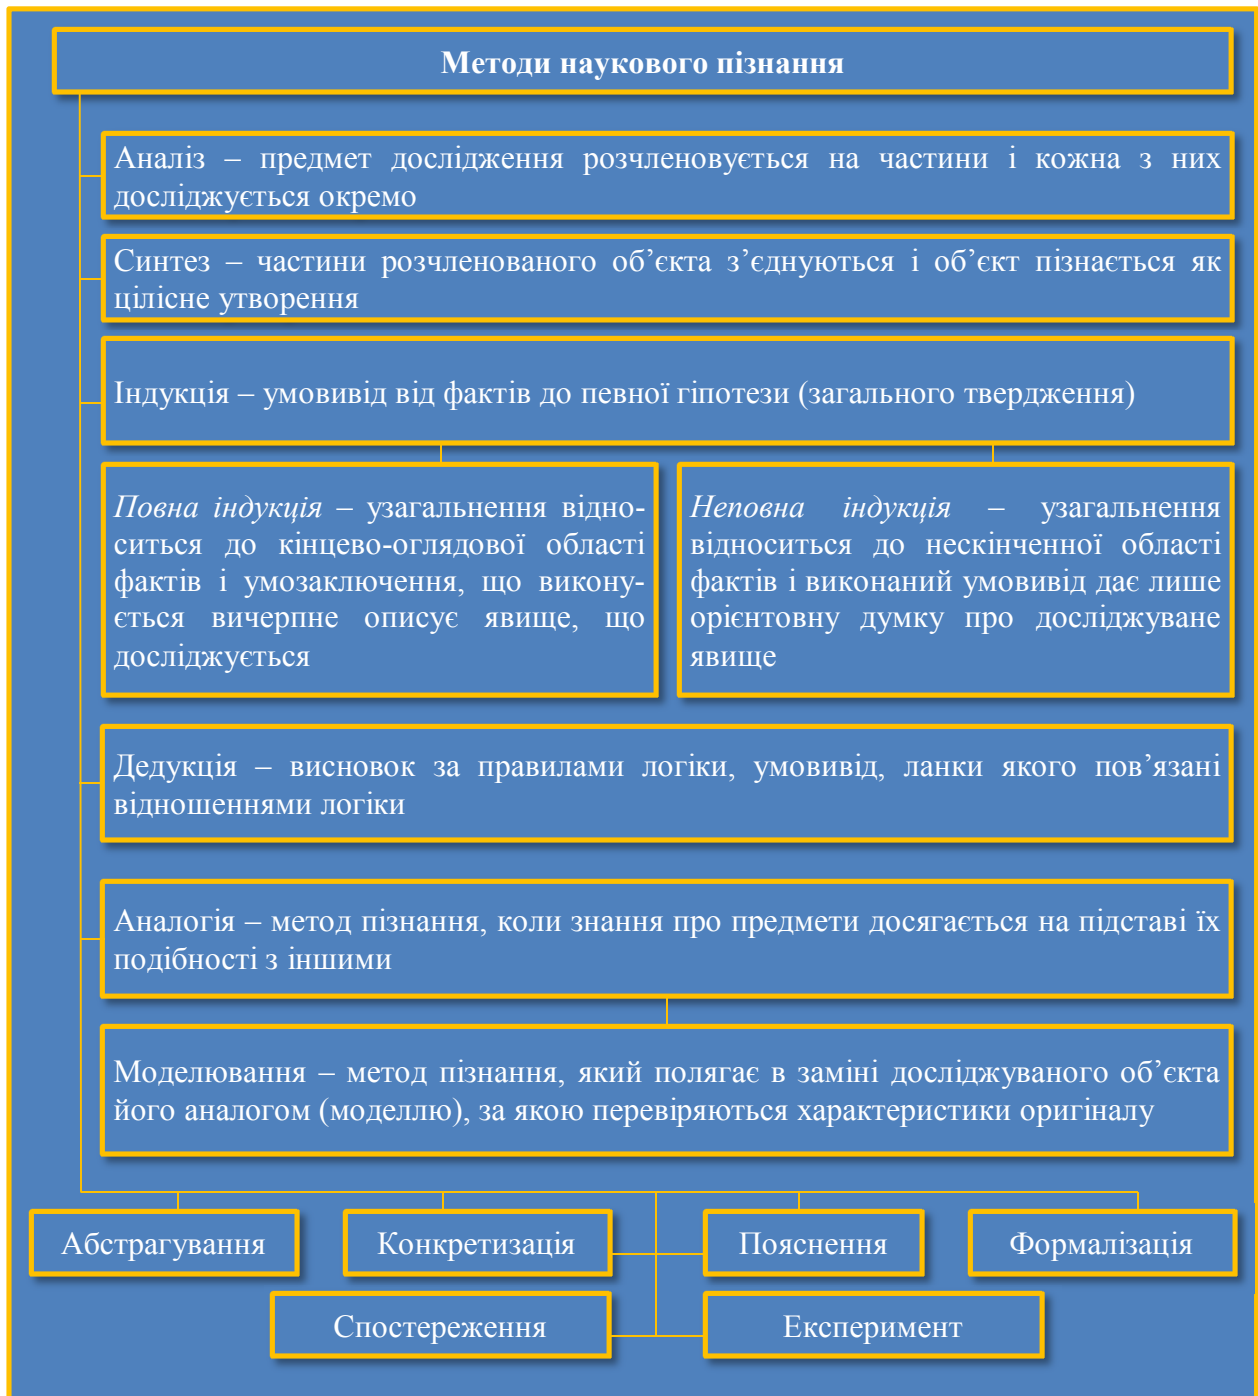 Методи наукового пізнання
Аналіз – предмет дослідження розчленовується на частини і кожна з них
досліджується окремо
Синтез – частини розчленованого об’єкта з’єднуються і об’єкт пізнається як
цілісне утворення
Індукція – умовивід від фактів до певної гіпотези (загального твердження)
Повна індукція – узагальнення відно-
ситься до кінцево-оглядової області
фактів і умозаключення, що викону-
ється вичерпне описує явище, що
досліджується
Неповна індукція – узагальнення
відноситься до нескінченної області
фактів і виконаний умовивід дає лише
орієнтовну думку про досліджуване
явище
Дедукція – висновок за правилами логіки, умовивід, ланки якого пов’язані
відношеннями логіки
Аналогія – метод пізнання, коли знання про предмети досягається на підставі їх
подібності з іншими
Моделювання – метод пізнання, який полягає в заміні досліджуваного об’єкта
його аналогом (моделлю), за якою перевіряються характеристики оригіналу
Абстрагування
Конкретизація
Пояснення
Формалізація
Спостереження
Експеримент